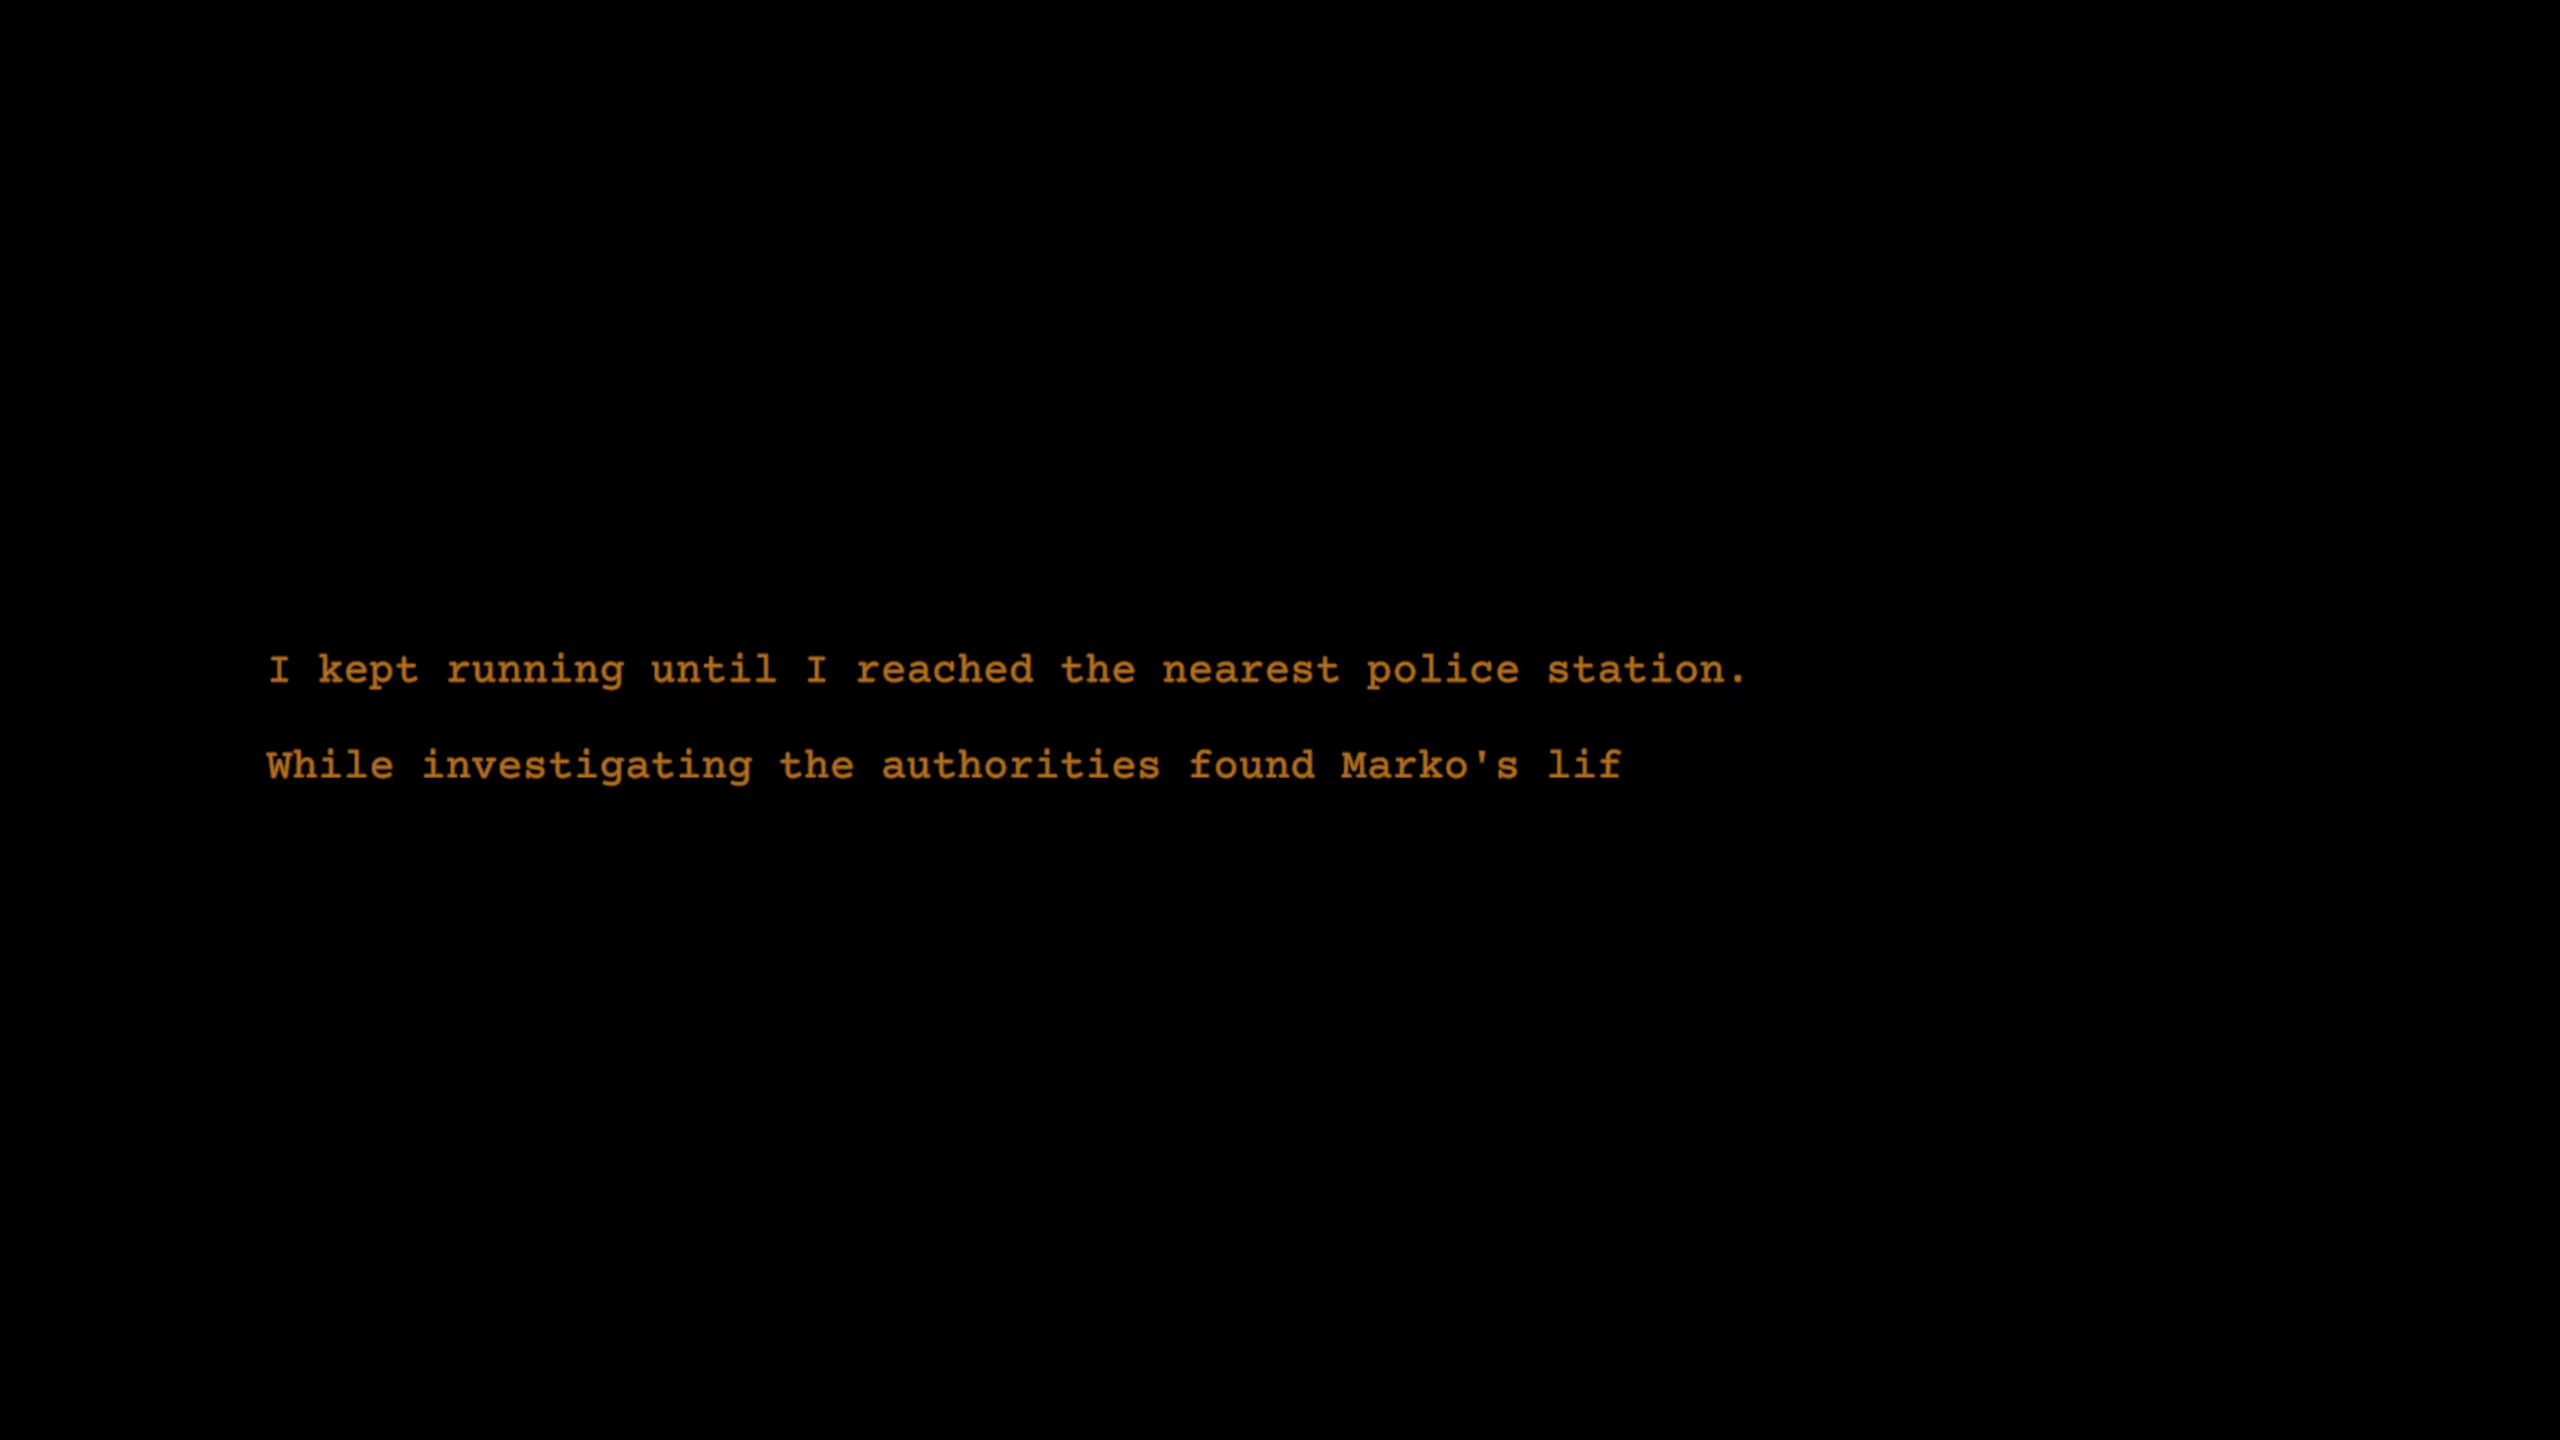 I kept running until I reached the nearest police station.
While investigating the authorities found Marko's lif